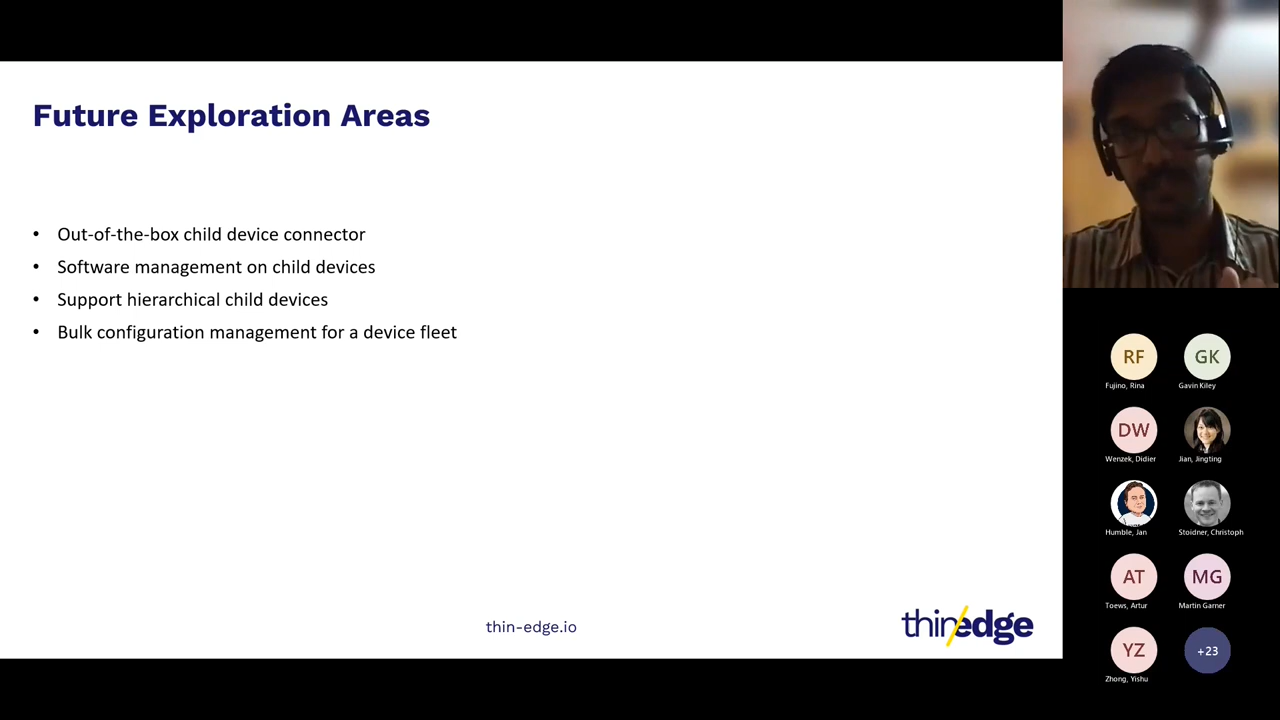 Future Exploration Areas
• Out-of-the-box child device connector
• Software management on child devices
• Support hierarchical child devices
• Bulk configuration management for a device fleet
thin-edge.io
thin/edge
RF
GK
Fujino, Rina
Gavin Kiley
DW
Wenzek, Didier
Jian, Jingting
Humble, Jan
Stoidner, Christoph
AT
MG
Toews, Artur
Martin Garner
YZ
+23
Zhong, Yishu